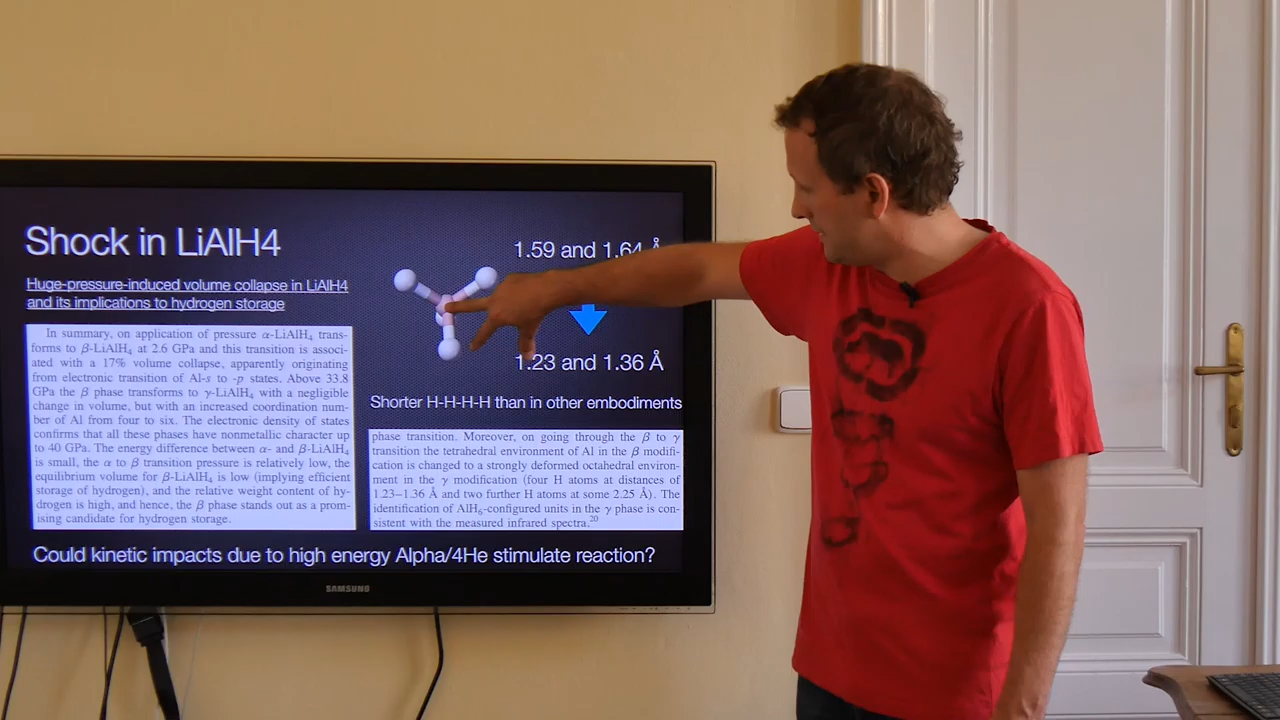 Shock in LiAlH4
Huge-pressure-induced volume collapse in LiAlH4
and its implications to hydrogen storage
In summary, on application of pressure α-LiAlH4 trans-
forms to β-LiAlH4 at 2.6 GPa and this transition is associ-
ated with a 17% volume collapse, apparently originating
from electronic transition of Al-s to -p states. Above 33.8
GPa the β phase transforms to γ-LiAlH4 with a negligible
change in volume, but with an increased coordination num-
ber of Al from four to six. The electronic density of states
confirms that all these phases have nonmetallic character up
to 40 GPa. The energy difference between α- and β-LiAlH4
is small, the α to β transition pressure is relatively low, the
equilibrium volume for β-LiAlH4 is low (implying efficient
storage of hydrogen), and the relative weight content of hy-
drogen is high, and hence, the β phase stands out as a prom-
ising candidate for hydrogen storage.
1.59 and 1.64 Å
1.23 and 1.36 Å
Shorter H-H-H-H than in other embodiments
phase transition. Moreover, on going through the β to γ
transition the tetrahedral environment of Al in the β modifi-
cation is changed to a strongly deformed octahedral environ-
ment in the γ modification (four H atoms at distances of
1.23–1.36 Å and two further H atoms at some 2.25 Å). The
identification of AlH6-configured units in the γ phase is con-
sistent with the measured infrared spectra.20
Could kinetic impacts due to high energy Alpha/4He stimulate reaction?
SAMSUNG